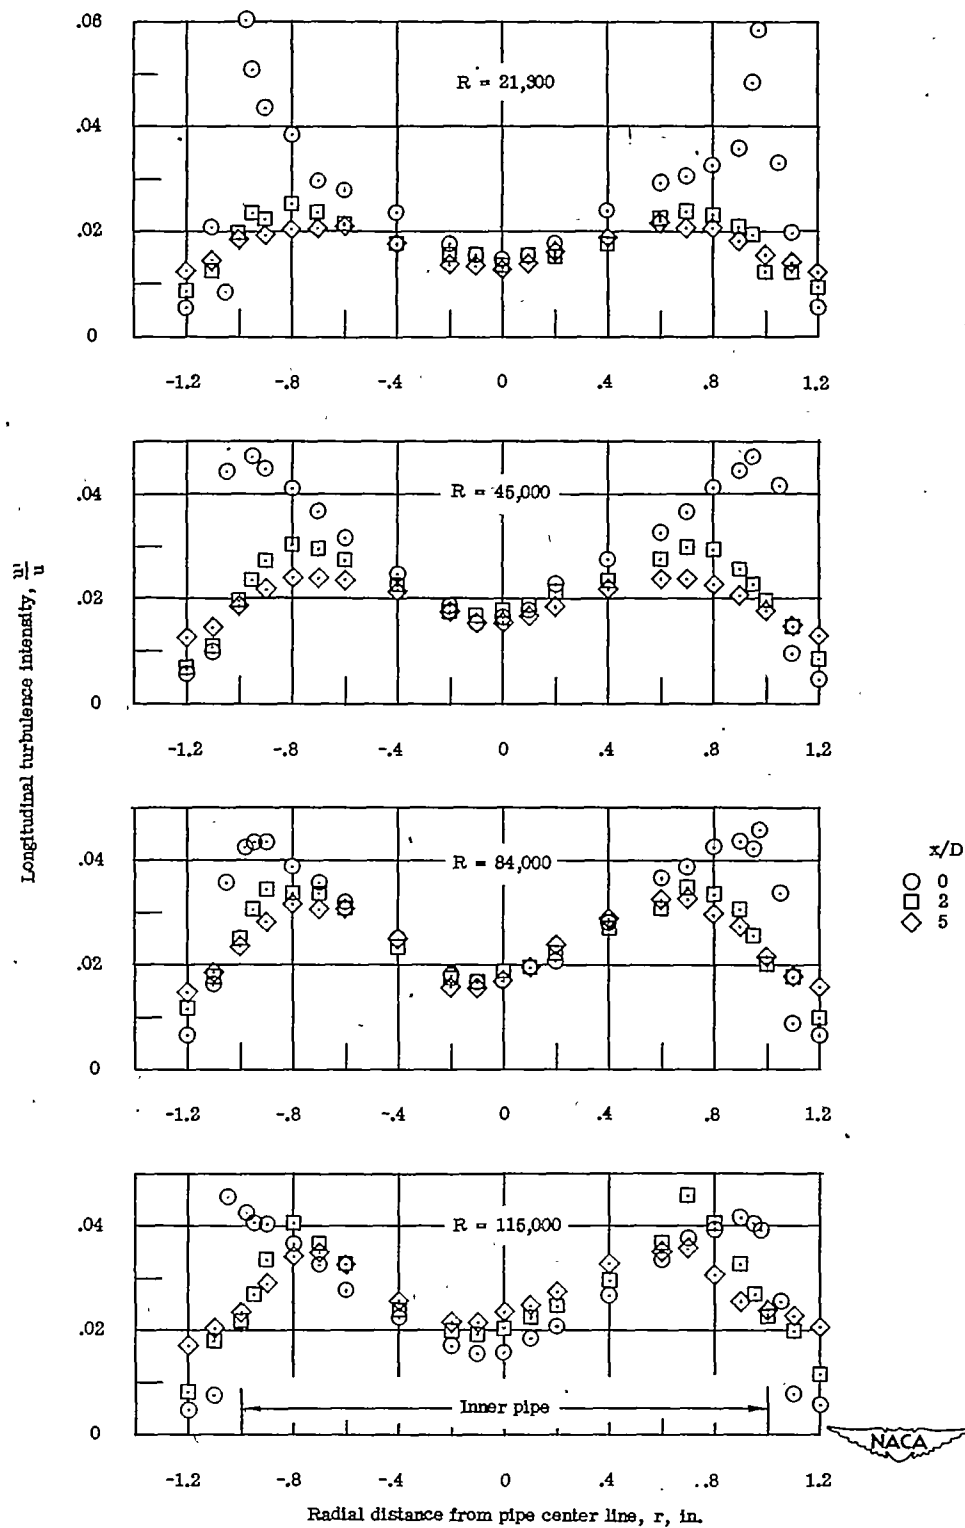 .06
R = 21,300
.04
.02
0
-1.2 -.8 -.4 0 .4 .8 1.2
R = 45,000
.04
.02
0
-1.2 -.8 -.4 0 .4 .8 1.2
Longitudinal turbulence intensity, u'/u
R = 84,000
.04
.02
0
-1.2 -.8 -.4 0 .4 .8 1.2
x/D
0
2
5
R = 115,000
.04
.02
Inner pipe
0
NACA
-1.2 -.8 -.4 0 .4 .8 1.2
Radial distance from pipe center line, r, in.